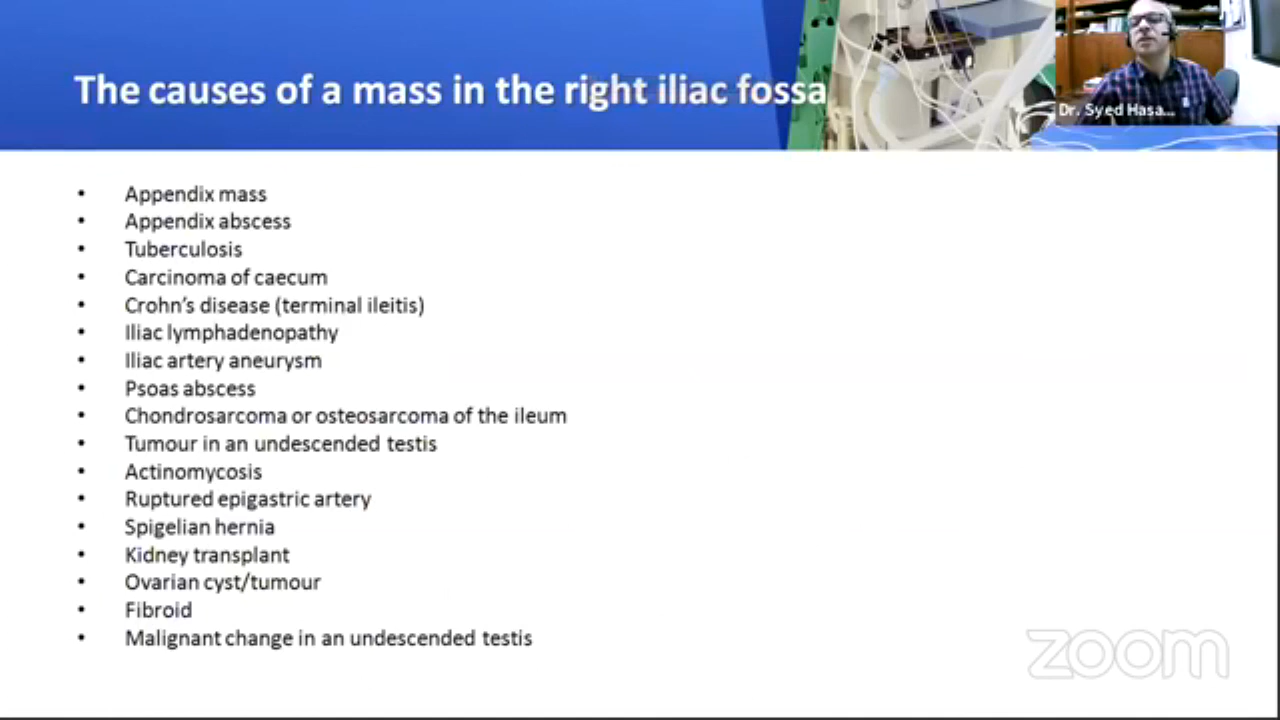 The causes of a mass in the right iliac fossa
Dr. Syed Hasa...
• Appendix mass
• Appendix abscess
• Tuberculosis
• Carcinoma of caecum
• Crohn's disease (terminal ileitis)
• Iliac lymphadenopathy
• Iliac artery aneurysm
• Psoas abscess
• Chondrosarcoma or osteosarcoma of the ileum
• Tumour in an undescended testis
• Actinomycosis
• Ruptured epigastric artery
• Spigelian hernia
• Kidney transplant
• Ovarian cyst/tumour
• Fibroid
• Malignant change in an undescended testis
zoom